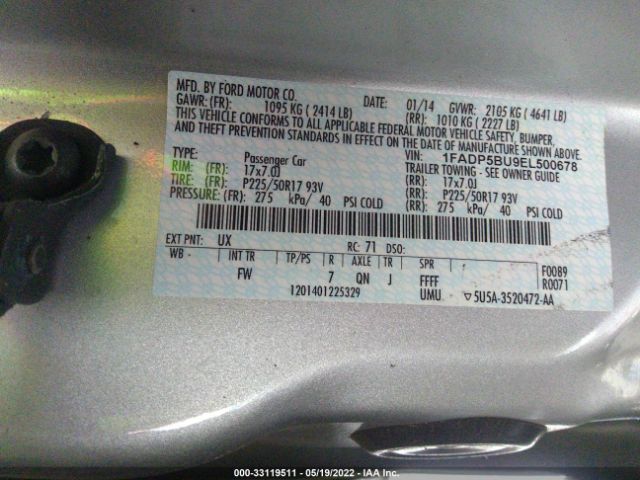 MFD. BY FORD MOTOR CO.
DATE: 01/14 GVWR: 2105 KG ( 4641 LB)
GAWR: (FR): 1095 KG ( 2414 LB) (RR): 1010 KG ( 2227 LB)
THIS VEHICLE CONFORMS TO ALL APPLICABLE FEDERAL MOTOR VEHICLE SAFETY, BUMPER,
AND THEFT PREVENTION STANDARDS IN EFFECT ON THE DATE OF MANUFACTURE SHOWN ABOVE.
VIN: 1FADP5BU9EL500678
TYPE: Passenger Car TRAILER TOWING - SEE OWNER GUIDE
RIM: (FR): 17x7.0J (RR): 17x7.0J
TIRE: (FR): P225/50R17 93V (RR): P225/50R17 93V
PRESSURE: (FR): 275 kPa/ 40 PSI COLD (RR): 275 kPa/ 40 PSI COLD
EXT PNT: UX RC: 71 DSO:
WB - INT TR TP/PS R AXLE TR SPR F0089
FW 7 QN J FFFF R0071
1201401225329 UMU ▽5U5A-3520472-AA
000-33119511 - 05/19/2022 - IAA Inc.